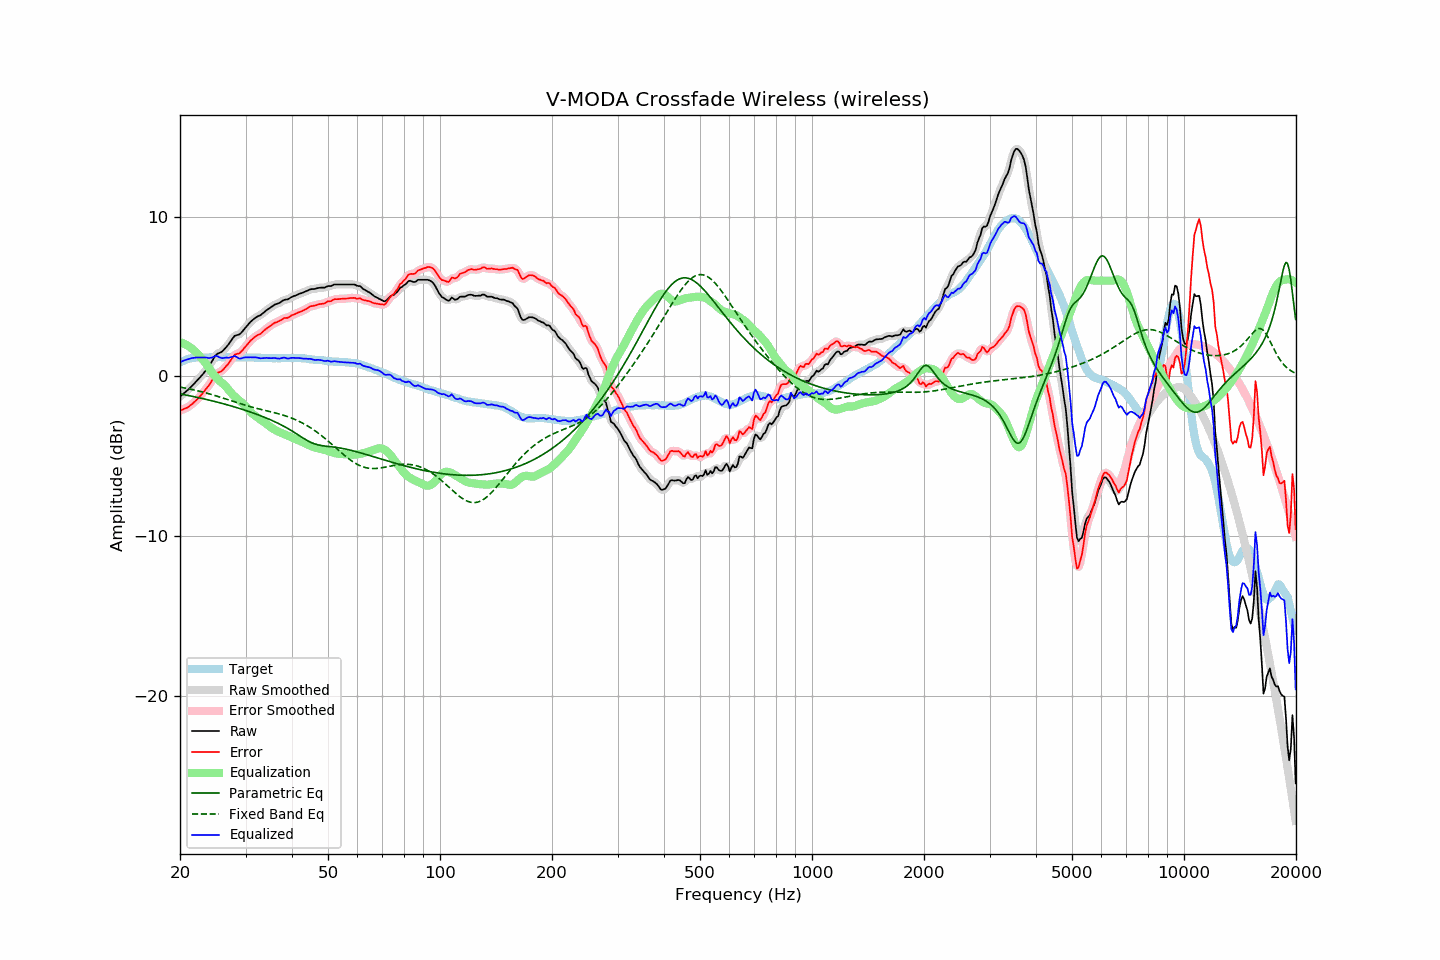 V-MODA Crossfade Wireless (wireless)
10
0
−10
−20
Amplitude (dBr)
Target
Raw Smoothed
Error Smoothed
Raw
Error
Equalization
Parametric Eq
Fixed Band Eq
Equalized
20 50 100 200 500 1000 2000 5000 10000 20000
Frequency (Hz)